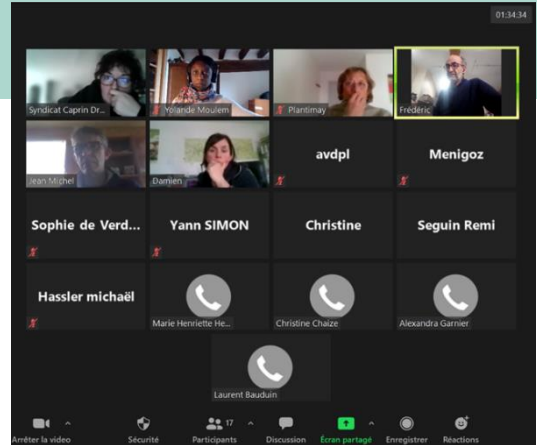 01:34:34
Syndicat Caprin Dr...
Yolande Moulem
Plantimay
Frédéric
Jean Michel
Damien
avdpl
Menigoz
Sophie de Verd...
Yann SIMON
Christine
Seguin Remi
Hassler michaël
Marie Henriette He...
Christine Chaize
Alexandra Garnier
Laurent Bauduin
17
Arrêter la video
Sécurité
Participants
Discussion
Écran partagé
Enregistrer
Réactions